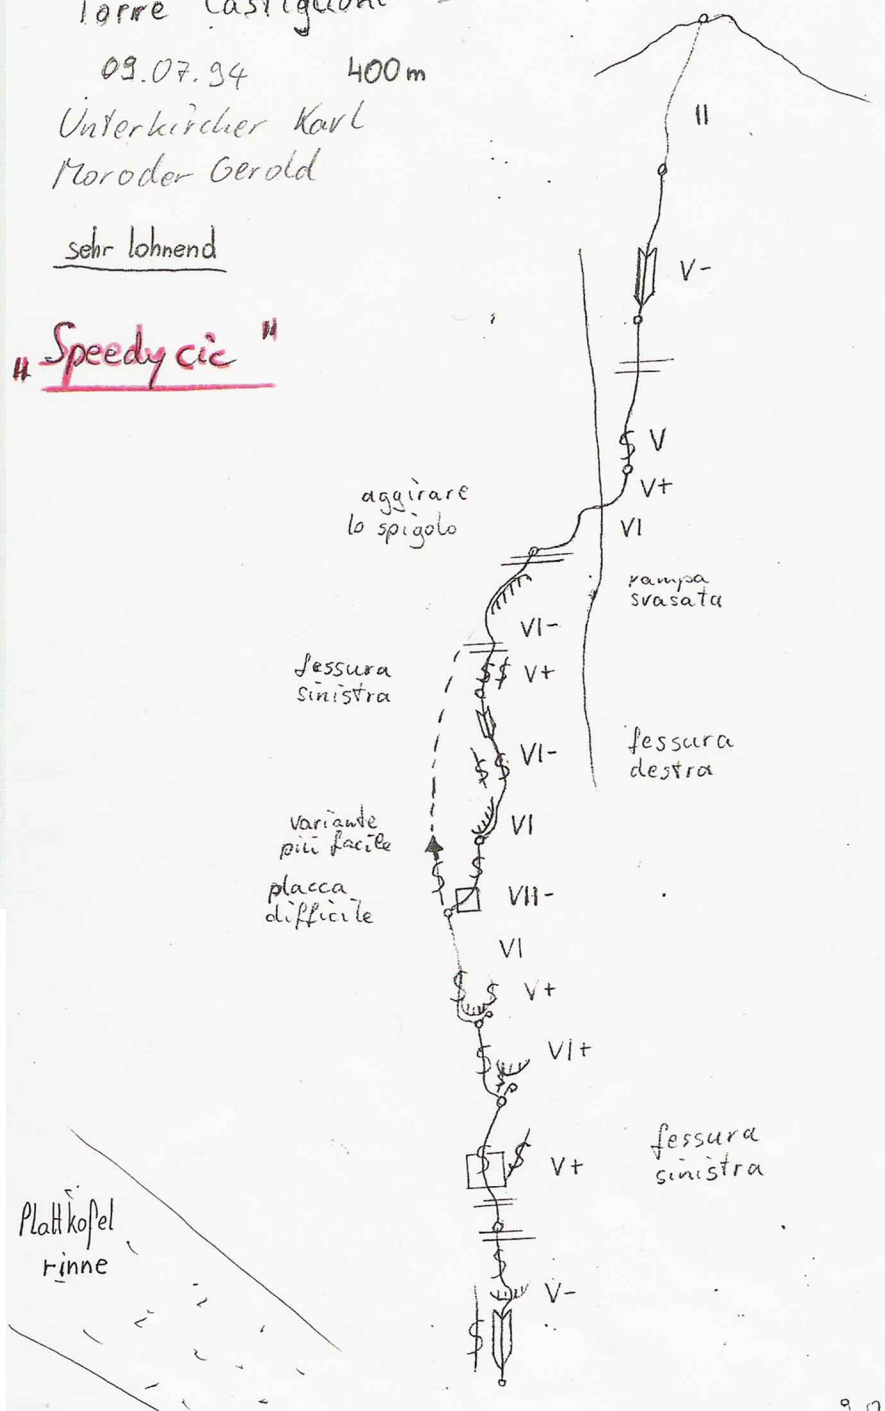 Torre Castiglioni
09.07.94 400m
Unterkircher Karl
Moroder Gerold
sehr lohnend
„Speedy cic"
II
V-
V
V+
VI
aggirare
lo spigolo
rampa
svasata
VI-
fessura
sinistra
V+
fessura
destra
VI-
variante
più facile
VI
placca
difficile
VII-
VI
V+
VI+
fessura
sinistra
V+
Plattkofel
rinne
V-